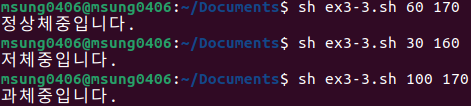 msung0406@msung0406:~/Documents$ sh ex3-3.sh 60 170
정상체중입니다.
msung0406@msung0406:~/Documents$ sh ex3-3.sh 30 160
저체중입니다.
msung0406@msung0406:~/Documents$ sh ex3-3.sh 100 170
과체중입니다.